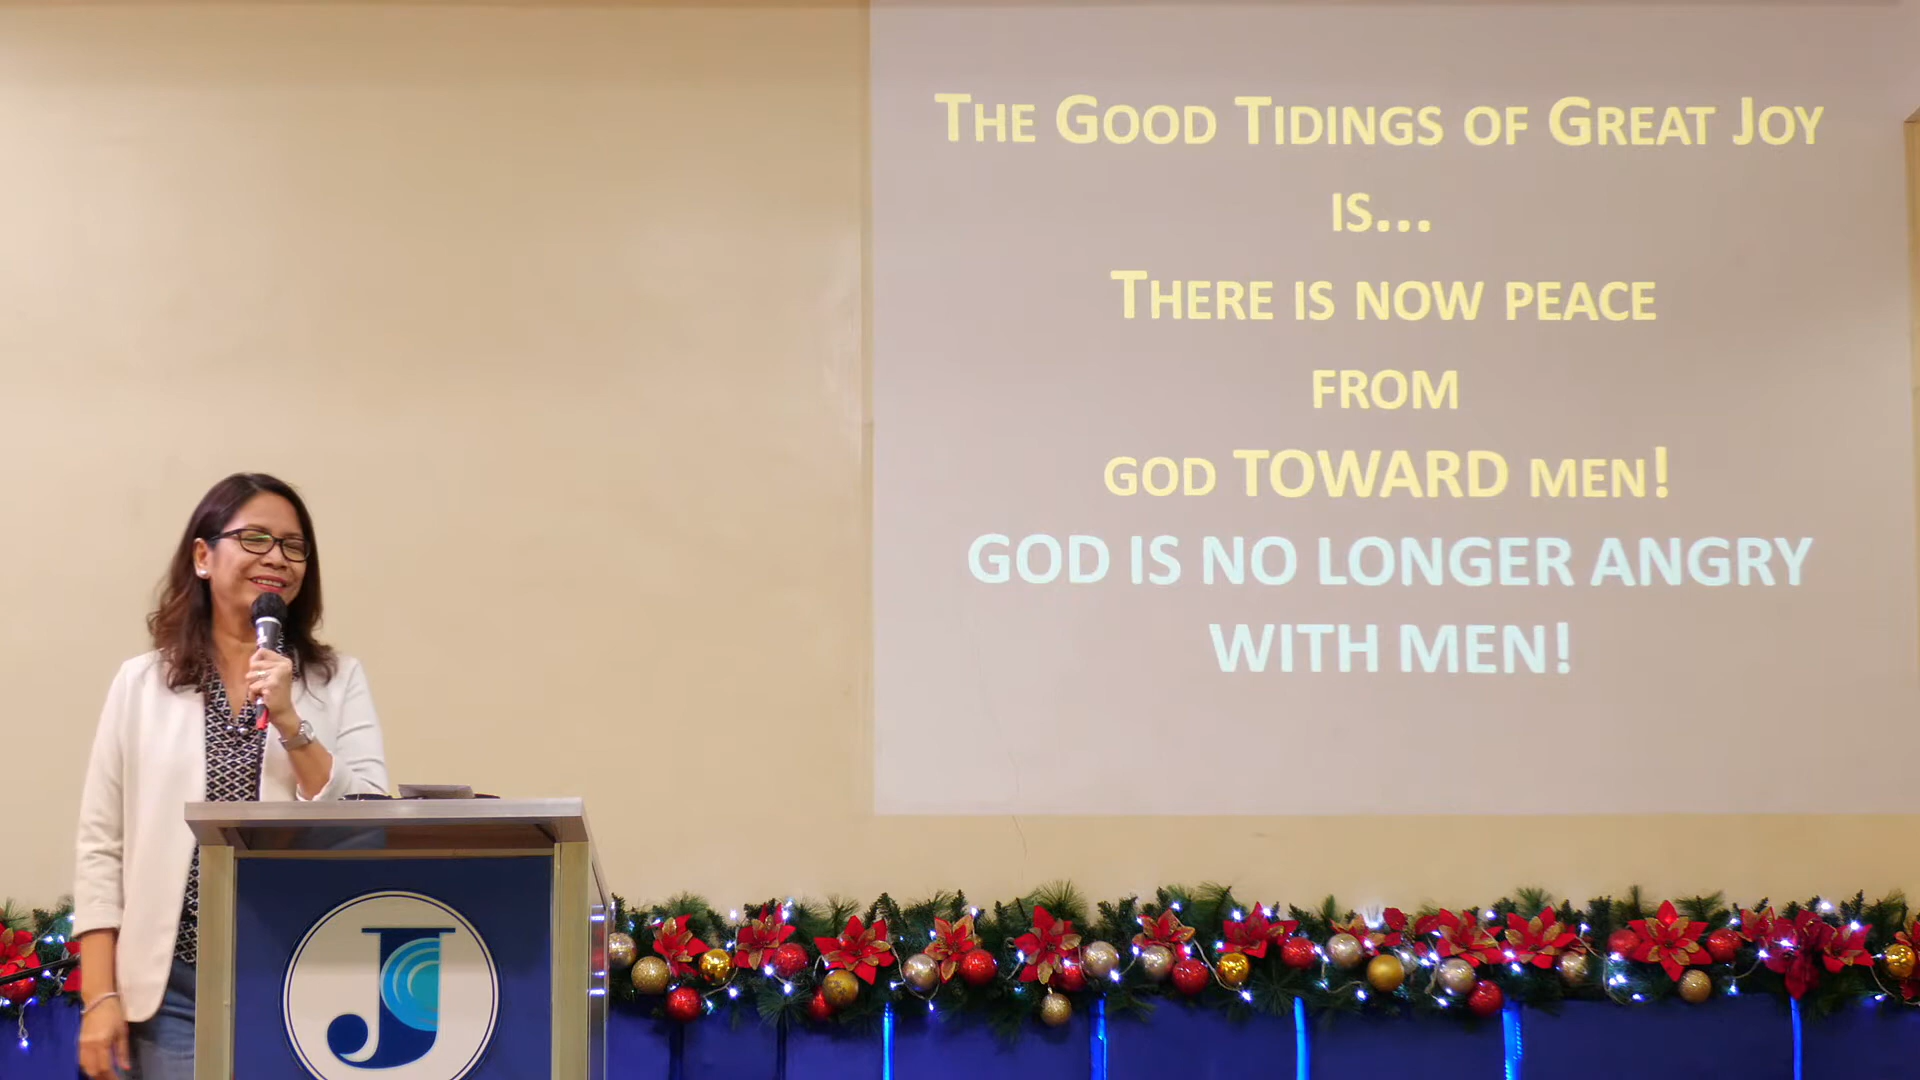 THE GOOD TIDINGS OF GREAT JOY
IS...
THERE IS NOW PEACE
FROM
GOD TOWARD MEN!
GOD IS NO LONGER ANGRY
WITH MEN!
J